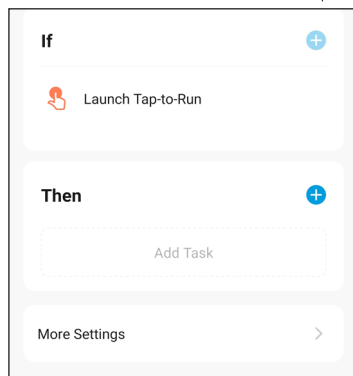 If
Launch Tap-to-Run
Then
Add Task
More Settings